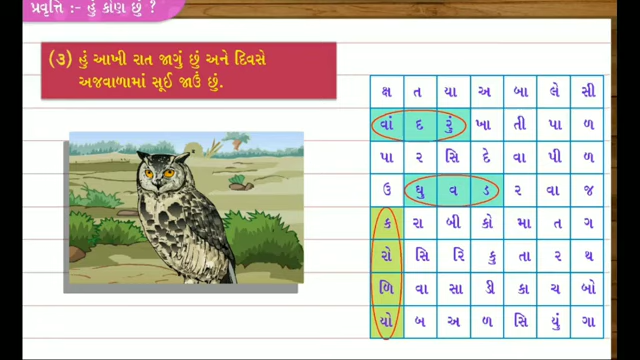 પ્રવૃત્તિ :- હું કોણ છું ?
(૩) હું આખી રાત જાગું છું અને દિવસે
અજવાળામાં સૂઈ જાઉં છું.
ક્ષ ત યા અ બા લે સી
વાં દ રું ખા તી પા ળ
પા ર સિ દે વા પી ળ
ઉ ઘુ વ ડ ર વા જ
ક રા બી કો મા ત ગ
રો સિ રિ કુ તા ર થ
ળિ વા સા ડી કા ચ બો
યો બ અ ળ સિ યું ગા